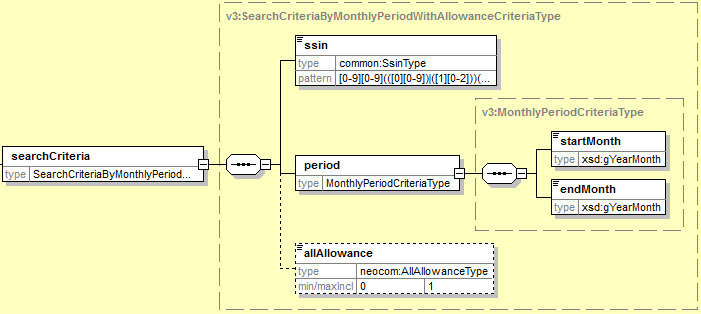 v3:SearchCriteriaByMonthlyPeriodWithAllowanceCriteriaType
ssin
type common:SsinType
pattern [0-9][0-9](([0][0-9])|([1][0-2]))(...
v3:MonthlyPeriodCriteriaType
searchCriteria
type SearchCriteriaByMonthlyPeriod...
period
type MonthlyPeriodCriteriaType
startMonth
type xsd:gYearMonth
endMonth
type xsd:gYearMonth
allAllowance
type neocom:AllAllowanceType
min/maxIncl 0 1